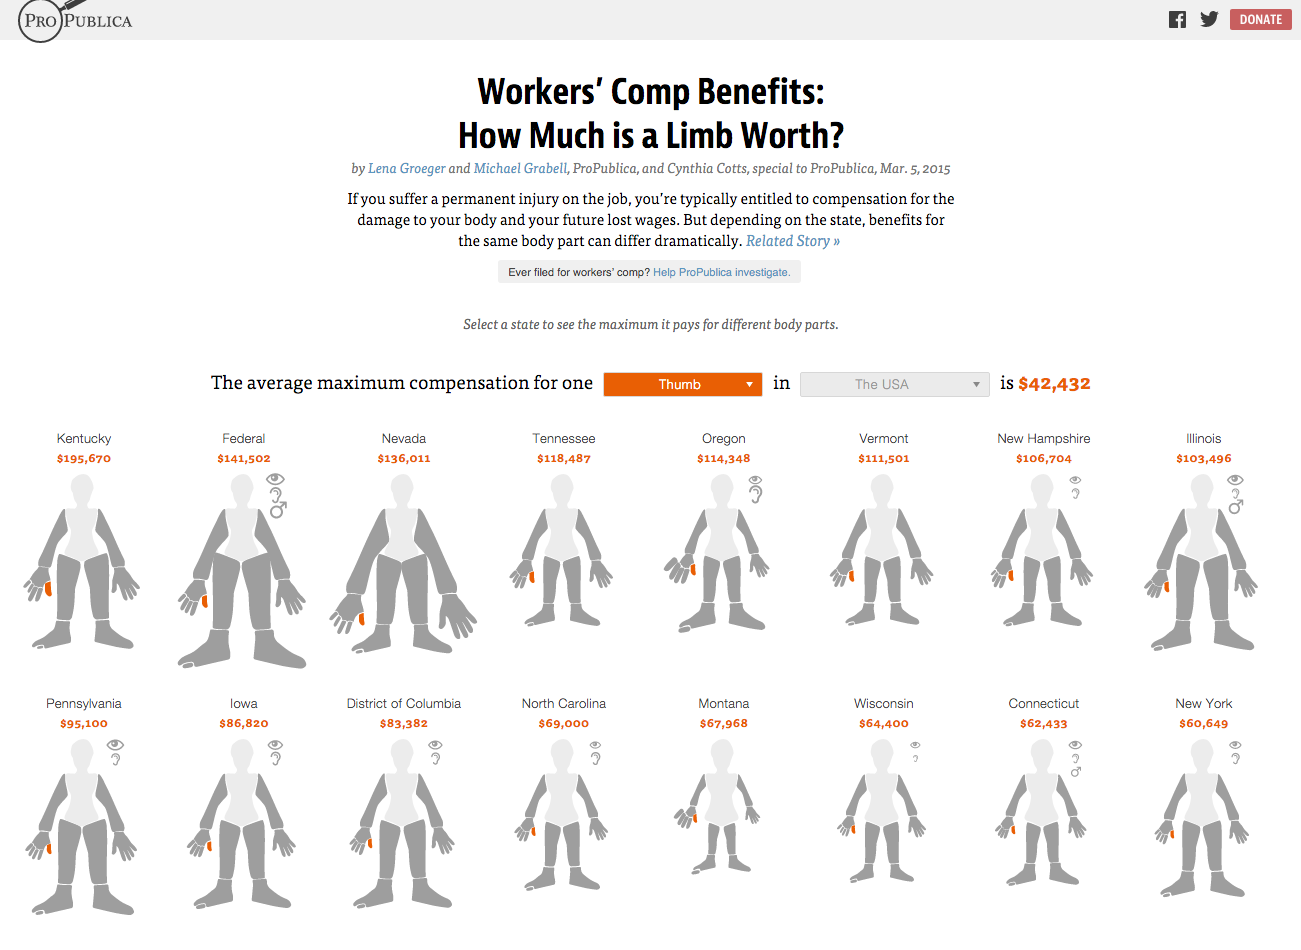 PROPUBLICA
DONATE
Workers’ Comp Benefits:
How Much is a Limb Worth?
by Lena Groeger and Michael Grabell, ProPublica, and Cynthia Cotts, special to ProPublica, Mar. 5, 2015
If you suffer a permanent injury on the job, you’re typically entitled to compensation for the
damage to your body and your future lost wages. But depending on the state, benefits for
the same body part can differ dramatically. Related Story »
Ever filed for workers’ comp? Help ProPublica investigate.
Select a state to see the maximum it pays for different body parts.
The average maximum compensation for one Thumb in The USA is $42,432
Kentucky Federal Nevada Tennessee Oregon Vermont New Hampshire Illinois
$195,670 $141,502 $136,011 $118,487 $114,348 $111,501 $106,704 $103,496
Pennsylvania Iowa District of Columbia North Carolina Montana Wisconsin Connecticut New York
$95,100 $86,820 $83,382 $69,000 $67,968 $64,400 $62,433 $60,649